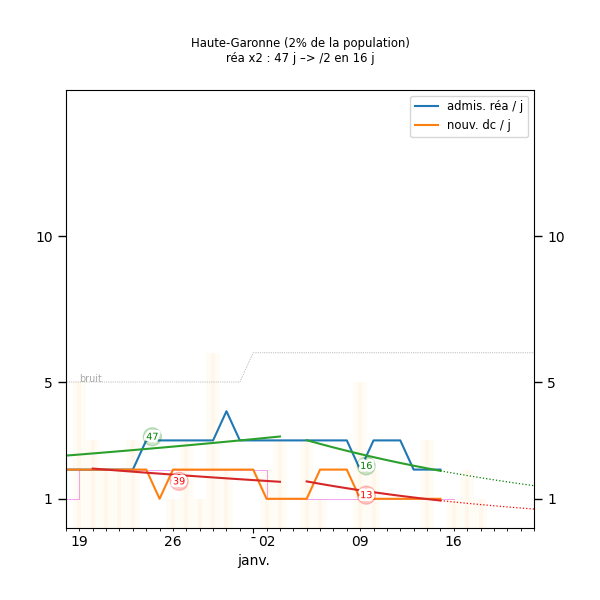 Haute-Garonne (2% de la population)
réa x2 : 47 j –> /2 en 16 j
admis. réa / j
nouv. dc / j
10
10
bruit
5
5
47
39
-16
-13
1
1
19
26
02
09
16
janv.